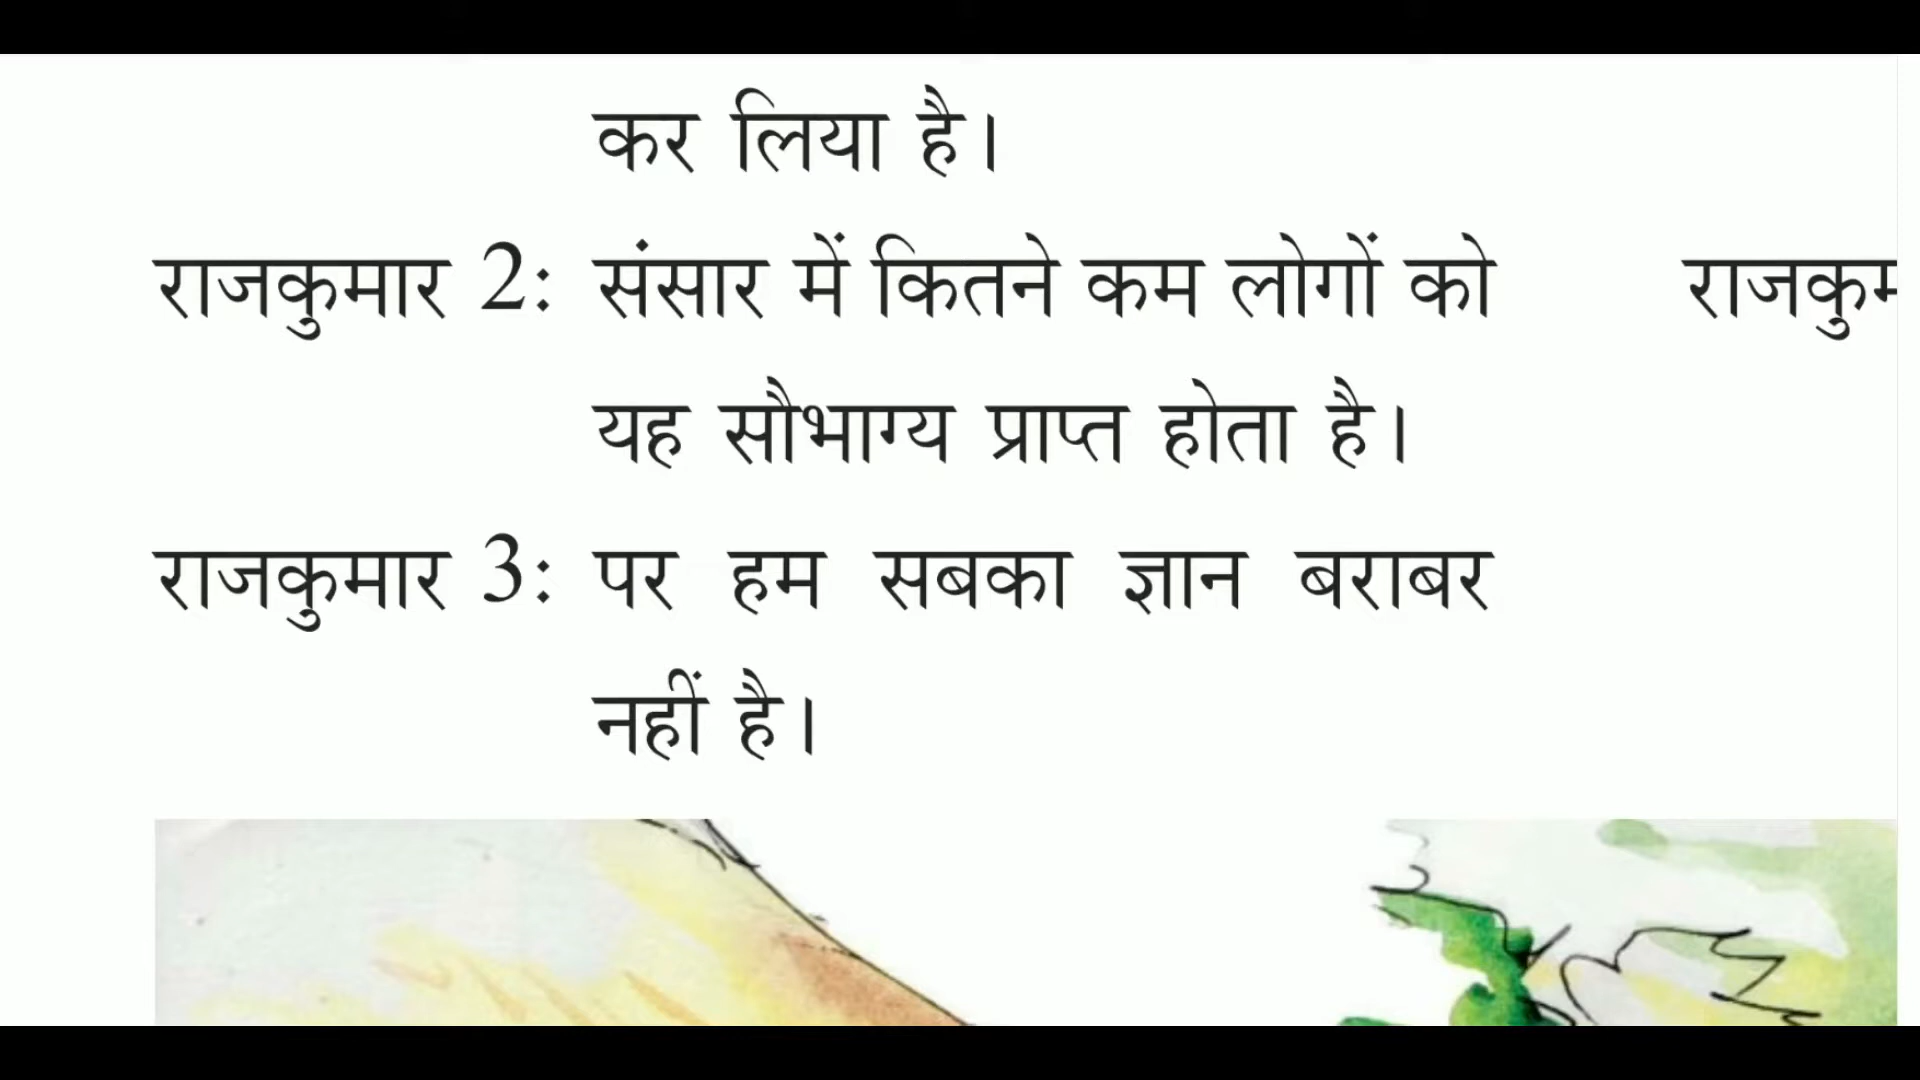 कर लिया है।
राजकुमार 2: संसार में कितने कम लोगों को
यह सौभाग्य प्राप्त होता है।
राजकुमार 3: पर हम सबका ज्ञान बराबर
नहीं है।